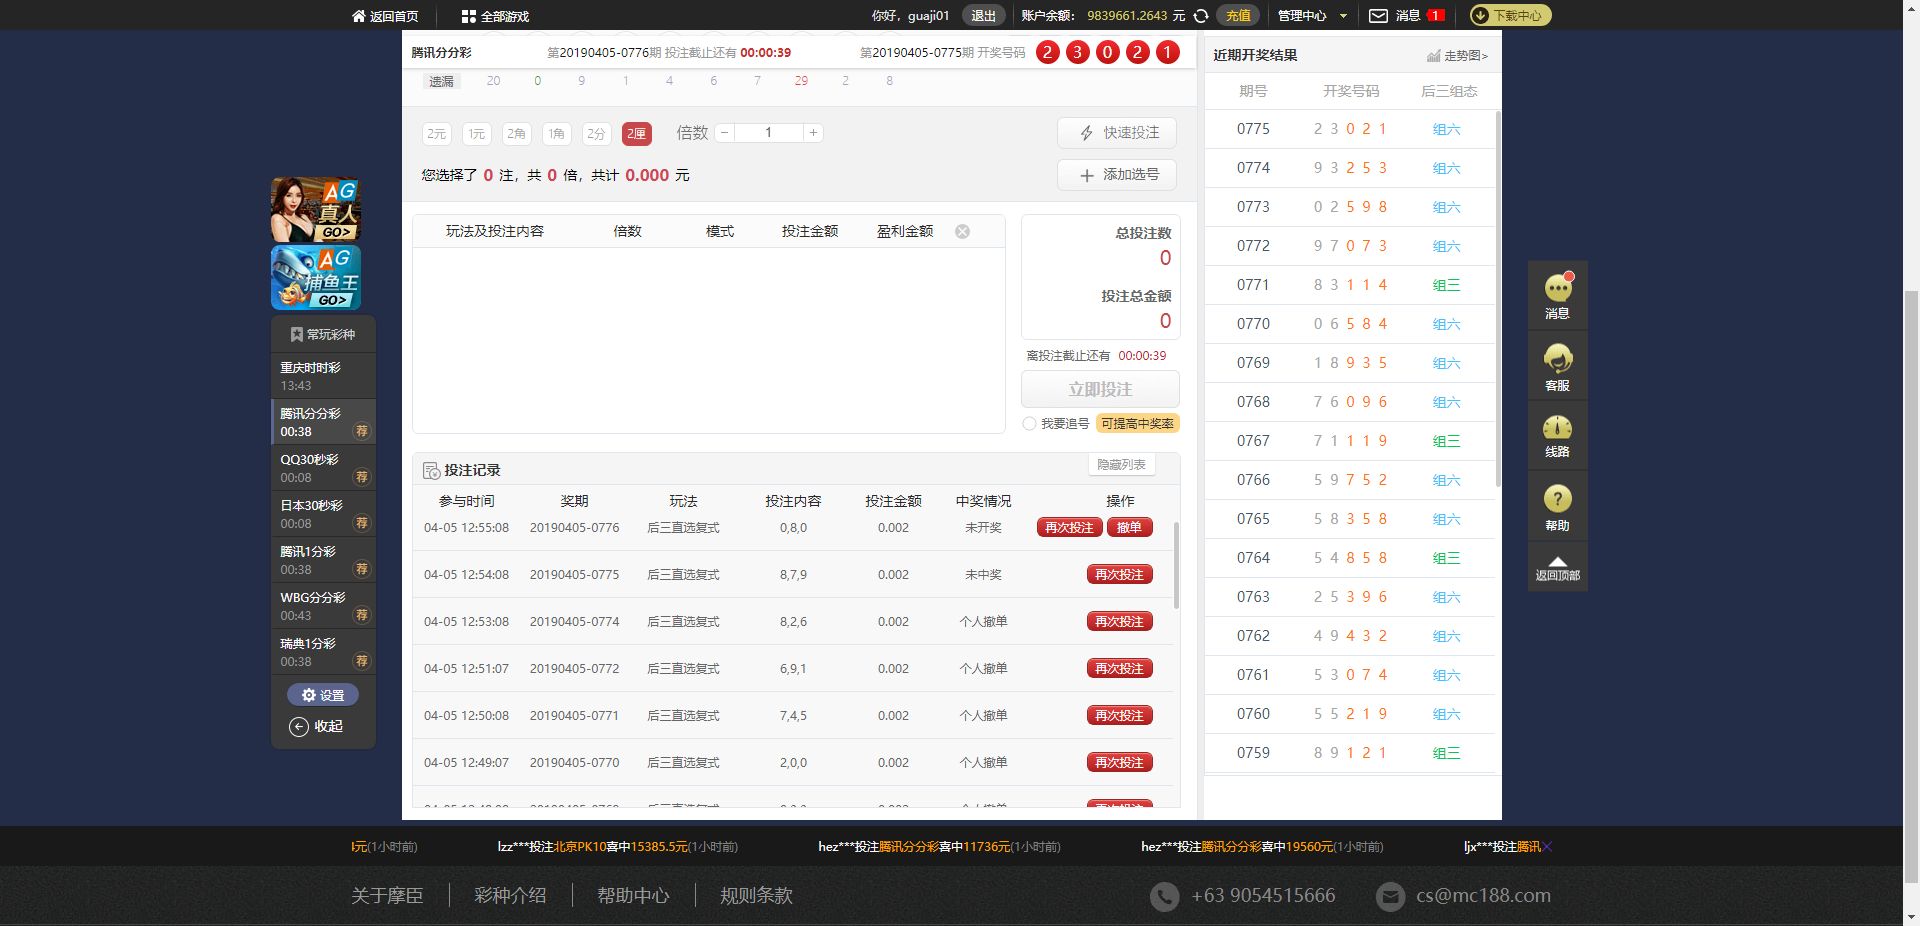 返回首页 全部游戏 你好，guaji01 退出 账户余额： 9839661.2643 元 充值 管理中心 消息 1 下载中心
腾讯分分彩 第20190405-0776期 投注截止还有 00:00:39 第20190405-0775期 开奖号码 2 3 0 2 1
遗漏 20 0 9 1 4 6 7 29 2 8
2元 1元 2角 1角 2分 2厘 倍数 − 1 + 快速投注
您选择了 0 注，共 0 倍，共计 0.000 元 添加选号
玩法及投注内容 倍数 模式 投注金额 盈利金额
总投注数
0
投注总金额
0
离投注截止还有 00:00:39
立即投注
我要追号 可提高中奖率
投注记录 隐藏列表
参与时间 奖期 玩法 投注内容 投注金额 中奖情况 操作
04-05 12:55:08 20190405-0776 后三直选复式 0,8,0 0.002 未开奖 再次投注 撤单
04-05 12:54:08 20190405-0775 后三直选复式 8,7,9 0.002 未中奖 再次投注
04-05 12:53:08 20190405-0774 后三直选复式 8,2,6 0.002 个人撤单 再次投注
04-05 12:51:07 20190405-0772 后三直选复式 6,9,1 0.002 个人撤单 再次投注
04-05 12:50:08 20190405-0771 后三直选复式 7,4,5 0.002 个人撤单 再次投注
04-05 12:49:07 20190405-0770 后三直选复式 2,0,0 0.002 个人撤单 再次投注
近期开奖结果 走势图>
期号 开奖号码 后三组态
0775 2 3 0 2 1 组六
0774 9 3 2 5 3 组六
0773 0 2 5 9 8 组六
0772 9 7 0 7 3 组六
0771 8 3 1 1 4 组三
0770 0 6 5 8 4 组六
0769 1 8 9 3 5 组六
0768 7 6 0 9 6 组六
0767 7 1 1 1 9 组三
0766 5 9 7 5 2 组六
0765 5 8 3 5 8 组六
0764 5 4 8 5 8 组三
0763 2 5 3 9 6 组六
0762 4 9 4 3 2 组六
0761 5 3 0 7 4 组六
0760 5 5 2 1 9 组六
0759 8 9 1 2 1 组三
AG
真人
GO>
AG
捕鱼王
GO>
常玩彩种
重庆时时彩
13:43
腾讯分分彩
00:38 荐
QQ30秒彩
00:08 荐
日本30秒彩
00:08 荐
腾讯1分彩
00:38 荐
WBG分分彩
00:43 荐
瑞典1分彩
00:38 荐
设置
收起
消息
客服
线路
帮助
返回顶部
元(1小时前) lzz***投注北京PK10喜中15385.5元(1小时前) hez***投注腾讯分分彩喜中11736元(1小时前) hez***投注腾讯分分彩喜中19560元(1小时前) ljx***投注腾讯
关于摩臣 彩种介绍 帮助中心 规则条款 +63 9054515666 cs@mc188.com